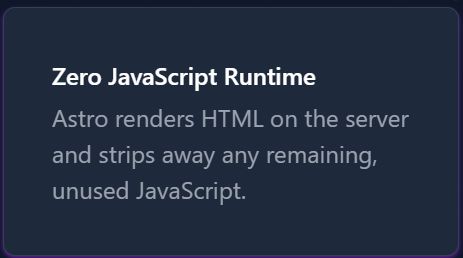 Zero JavaScript Runtime
Astro renders HTML on the server
and strips away any remaining,
unused JavaScript.